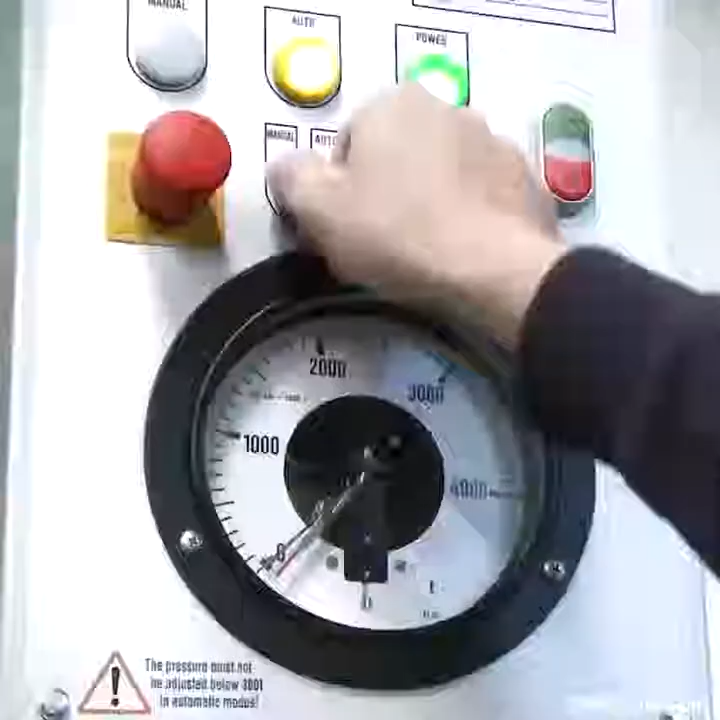 MANUAL
AUTO
POWER
MANUAL
AUTO
2000
3000
1000
4000
0
The pressure must not
be adjusted below 300t
in automatic modus!